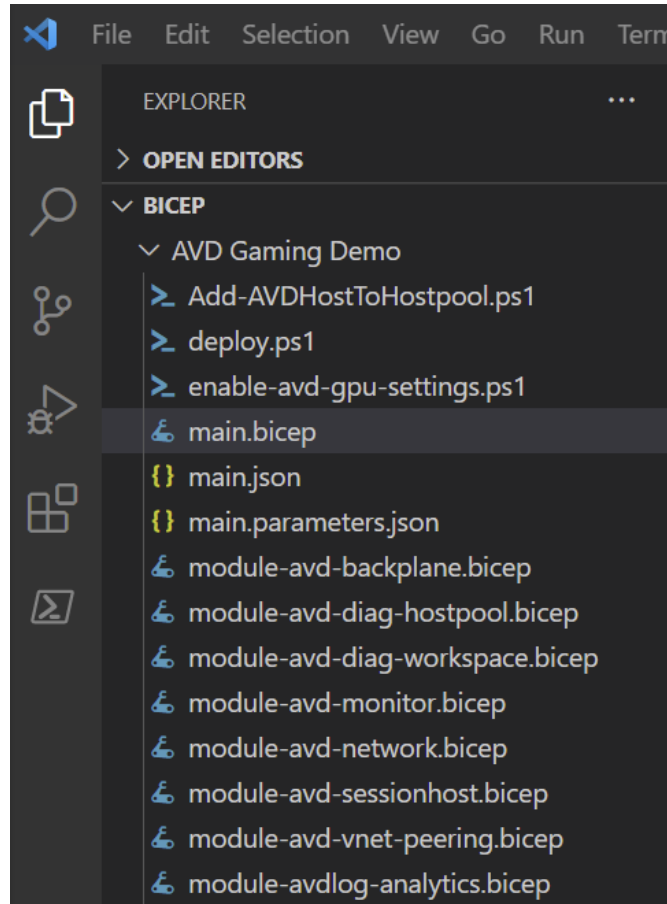 File Edit Selection View Go Run Term
EXPLORER ...
OPEN EDITORS
BICEP
AVD Gaming Demo
Add-AVDHostToHostpool.ps1
deploy.ps1
enable-avd-gpu-settings.ps1
main.bicep
{} main.json
{} main.parameters.json
module-avd-backplane.bicep
module-avd-diag-hostpool.bicep
module-avd-diag-workspace.bicep
module-avd-monitor.bicep
module-avd-network.bicep
module-avd-sessionhost.bicep
module-avd-vnet-peering.bicep
module-avdlog-analytics.bicep